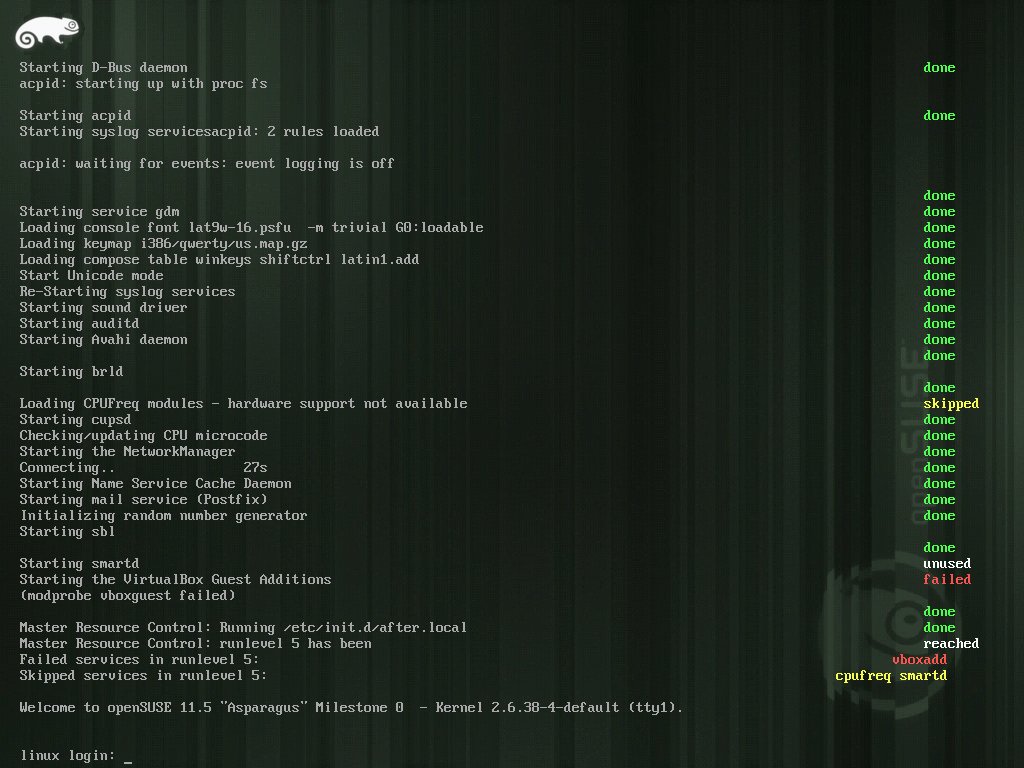 Starting D-Bus daemon done
acpid: starting up with proc fs
Starting acpid done
Starting syslog servicesacpid: 2 rules loaded
acpid: waiting for events: event logging is off
done
Starting service gdm done
Loading console font lat9w-16.psfu  -m trivial G0:loadable done
Loading keymap i386/qwerty/us.map.gz done
Loading compose table winkeys shiftctrl latin1.add done
Start Unicode mode done
Re-Starting syslog services done
Starting sound driver done
Starting auditd done
Starting Avahi daemon done
done
Starting brld
done
Loading CPUFreq modules - hardware support not available skipped
Starting cupsd done
Checking/updating CPU microcode done
Starting the NetworkManager done
Connecting.. 27s done
Starting Name Service Cache Daemon done
Starting mail service (Postfix) done
Initializing random number generator done
Starting sbl
done
Starting smartd unused
Starting the VirtualBox Guest Additions failed
(modprobe vboxguest failed)
done
Master Resource Control: Running /etc/init.d/after.local done
Master Resource Control: runlevel 5 has been reached
Failed services in runlevel 5: vboxadd
Skipped services in runlevel 5: cpufreq smartd
Welcome to openSUSE 11.5 "Asparagus" Milestone 0  - Kernel 2.6.38-4-default (tty1).
linux login: _
openSUSE